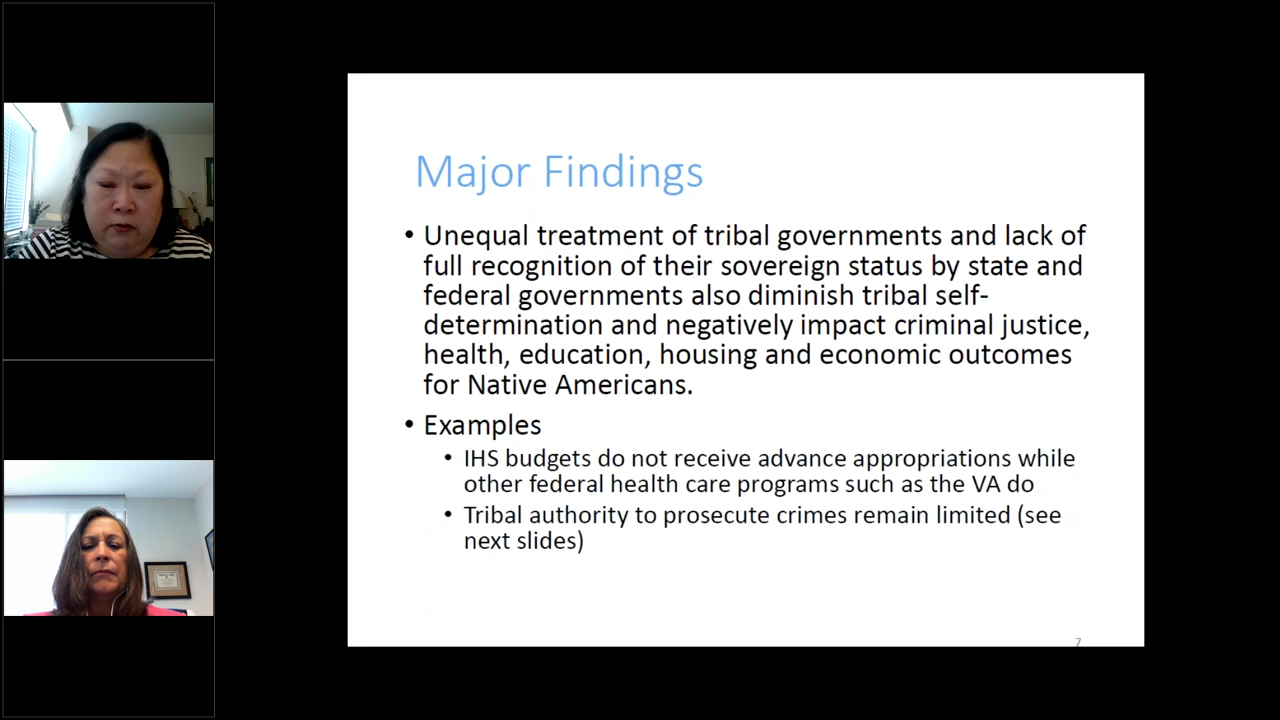 Major Findings
• Unequal treatment of tribal governments and lack of
full recognition of their sovereign status by state and
federal governments also diminish tribal self-
determination and negatively impact criminal justice,
health, education, housing and economic outcomes
for Native Americans.
• Examples
• IHS budgets do not receive advance appropriations while
other federal health care programs such as the VA do
• Tribal authority to prosecute crimes remain limited (see
next slides)
7